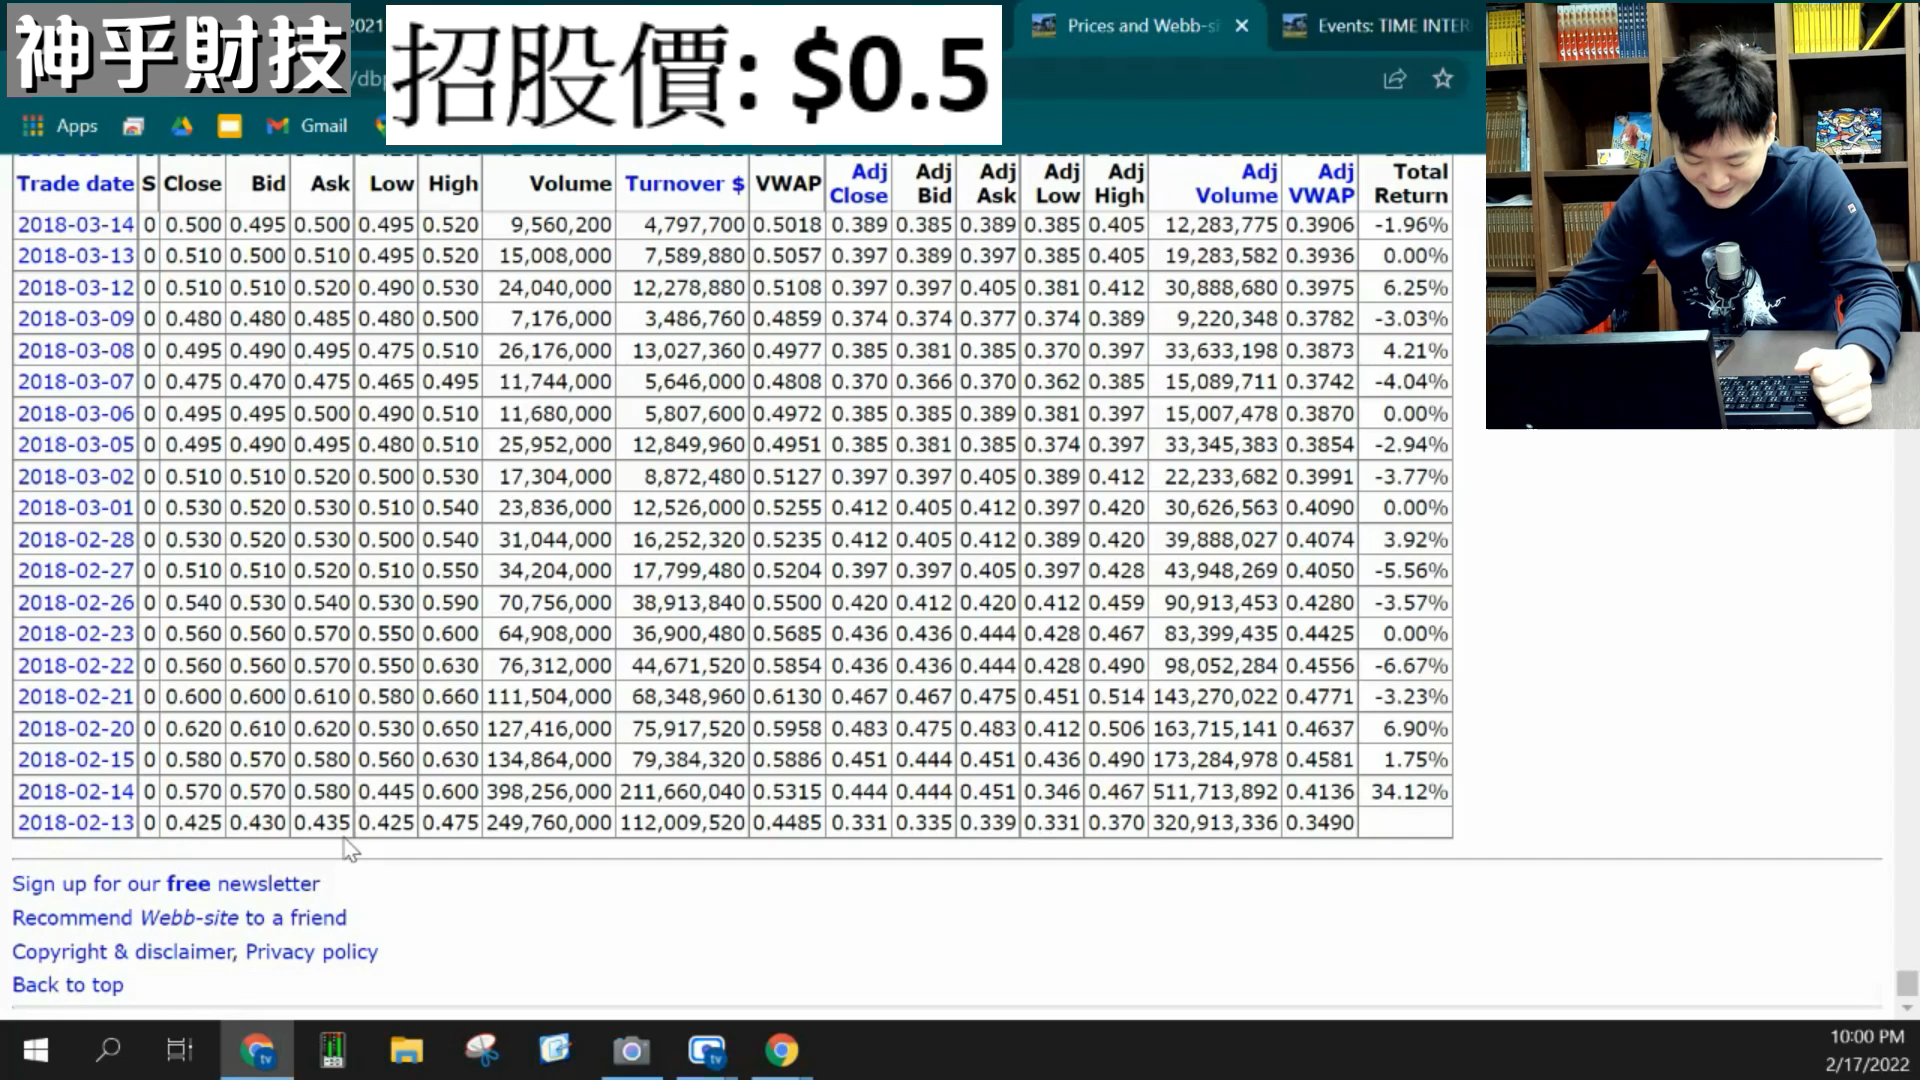 神乎財技
2021
招股價: $0.5
Prices and Webb-si
Events: TIME INTER
/dbp
Apps
Gmail
Trade date S Close Bid Ask Low High Volume Turnover $ VWAP Adj Close Adj Bid Adj Ask Adj Low Adj High Adj Volume Adj VWAP Total Return
2018-03-14 0 0.500 0.495 0.500 0.495 0.520 9,560,200 4,797,700 0.5018 0.389 0.385 0.389 0.385 0.405 12,283,775 0.3906 -1.96%
2018-03-13 0 0.510 0.500 0.510 0.495 0.520 15,008,000 7,589,880 0.5057 0.397 0.389 0.397 0.385 0.405 19,283,582 0.3936 0.00%
2018-03-12 0 0.510 0.510 0.520 0.490 0.530 24,040,000 12,278,880 0.5108 0.397 0.397 0.405 0.381 0.412 30,888,680 0.3975 6.25%
2018-03-09 0 0.480 0.480 0.485 0.480 0.500 7,176,000 3,486,760 0.4859 0.374 0.374 0.377 0.374 0.389 9,220,348 0.3782 -3.03%
2018-03-08 0 0.495 0.490 0.495 0.475 0.510 26,176,000 13,027,360 0.4977 0.385 0.381 0.385 0.370 0.397 33,633,198 0.3873 4.21%
2018-03-07 0 0.475 0.470 0.475 0.465 0.495 11,744,000 5,646,000 0.4808 0.370 0.366 0.370 0.362 0.385 15,089,711 0.3742 -4.04%
2018-03-06 0 0.495 0.495 0.500 0.490 0.510 11,680,000 5,807,600 0.4972 0.385 0.385 0.389 0.381 0.397 15,007,478 0.3870 0.00%
2018-03-05 0 0.495 0.490 0.495 0.480 0.510 25,952,000 12,849,960 0.4951 0.385 0.381 0.385 0.374 0.397 33,345,383 0.3854 -2.94%
2018-03-02 0 0.510 0.510 0.520 0.500 0.530 17,304,000 8,872,480 0.5127 0.397 0.397 0.405 0.389 0.412 22,233,682 0.3991 -3.77%
2018-03-01 0 0.530 0.520 0.530 0.510 0.540 23,836,000 12,526,000 0.5255 0.412 0.405 0.412 0.397 0.420 30,626,563 0.4090 0.00%
2018-02-28 0 0.530 0.520 0.530 0.500 0.540 31,044,000 16,252,320 0.5235 0.412 0.405 0.412 0.389 0.420 39,888,027 0.4074 3.92%
2018-02-27 0 0.510 0.510 0.520 0.510 0.550 34,204,000 17,799,480 0.5204 0.397 0.397 0.405 0.397 0.428 43,948,269 0.4050 -5.56%
2018-02-26 0 0.540 0.530 0.540 0.530 0.590 70,756,000 38,913,840 0.5500 0.420 0.412 0.420 0.412 0.459 90,913,453 0.4280 -3.57%
2018-02-23 0 0.560 0.560 0.570 0.550 0.600 64,908,000 36,900,480 0.5685 0.436 0.436 0.444 0.428 0.467 83,399,435 0.4425 0.00%
2018-02-22 0 0.560 0.560 0.570 0.550 0.630 76,312,000 44,671,520 0.5854 0.436 0.436 0.444 0.428 0.490 98,052,284 0.4556 -6.67%
2018-02-21 0 0.600 0.600 0.610 0.580 0.660 111,504,000 68,348,960 0.6130 0.467 0.467 0.475 0.451 0.514 143,270,022 0.4771 -3.23%
2018-02-20 0 0.620 0.610 0.620 0.530 0.650 127,416,000 75,917,520 0.5958 0.483 0.475 0.483 0.412 0.506 163,715,141 0.4637 6.90%
2018-02-15 0 0.580 0.570 0.580 0.560 0.630 134,864,000 79,384,320 0.5886 0.451 0.444 0.451 0.436 0.490 173,284,978 0.4581 1.75%
2018-02-14 0 0.570 0.570 0.580 0.445 0.600 398,256,000 211,660,040 0.5315 0.444 0.444 0.451 0.346 0.467 511,713,892 0.4136 34.12%
2018-02-13 0 0.425 0.430 0.435 0.425 0.475 249,760,000 112,009,520 0.4485 0.331 0.335 0.339 0.331 0.370 320,913,336 0.3490
Sign up for our free newsletter
Recommend Webb-site to a friend
Copyright & disclaimer, Privacy policy
Back to top
tv
tv
10:00 PM
2/17/2022